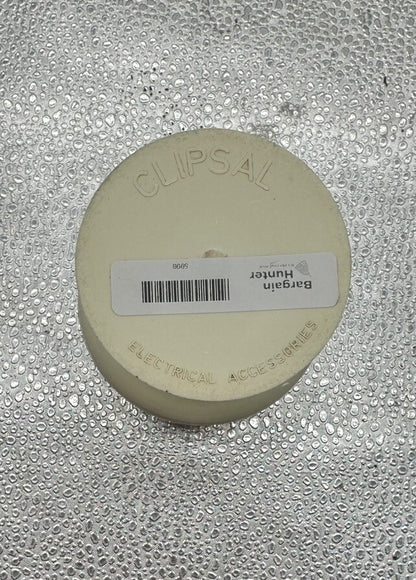 CLIPSAL
Bargain
Hunter
5098
ELECTRICAL ACCESSORIES